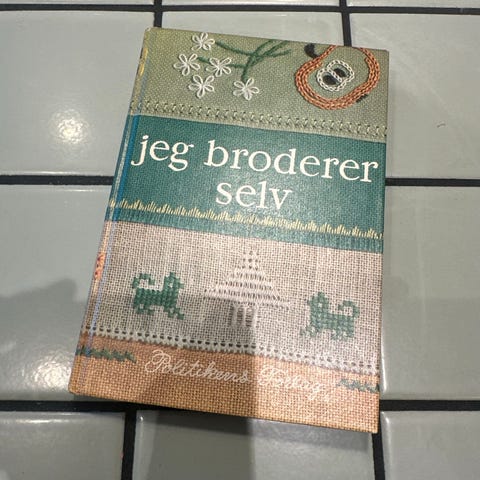 jeg broderer
selv
Politikens Forlag